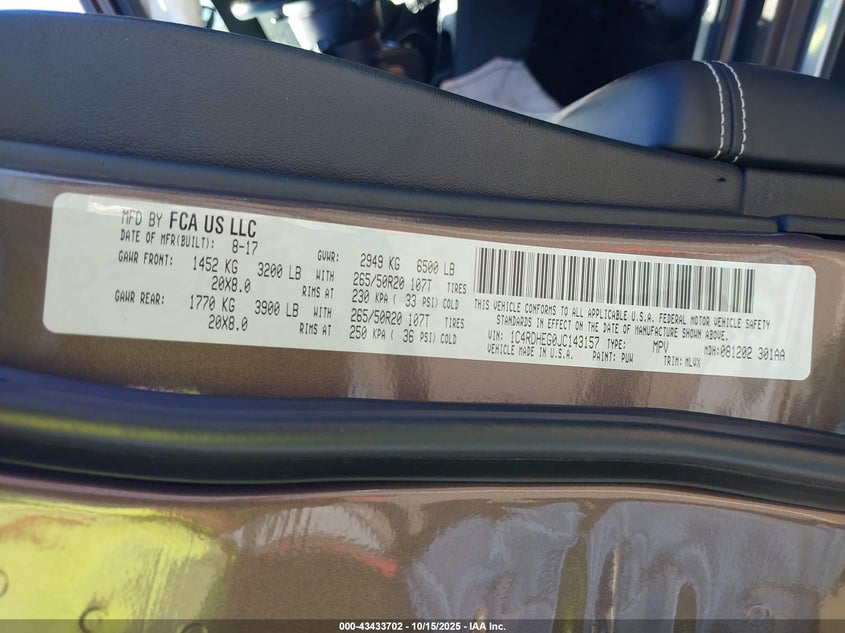 MFD BY FCA US LLC
DATE OF MFR(BUILT): 8-17 GVWR: 2949 KG 6500 LB
GAWR FRONT: 1452 KG 3200 LB WITH 265/50R20 107T TIRES
20X8.0 RIMS AT 230 KPA ( 33 PSI) COLD
GAWR REAR: 1770 KG 3900 LB WITH 265/50R20 107T TIRES
20X8.0 RIMS AT 250 KPA ( 36 PSI) COLD
THIS VEHICLE CONFORMS TO ALL APPLICABLE U.S.A. FEDERAL MOTOR VEHICLE SAFETY
STANDARDS IN EFFECT ON THE DATE OF MANUFACTURE SHOWN ABOVE.
VIN: 1C4RDHEG0JC143157 TYPE: MPV MDH:081202 301AA
VEHICLE MADE IN U.S.A. PAINT: PUW TRIM: MLVX
000-43433702 - 10/15/2025 - IAA Inc.